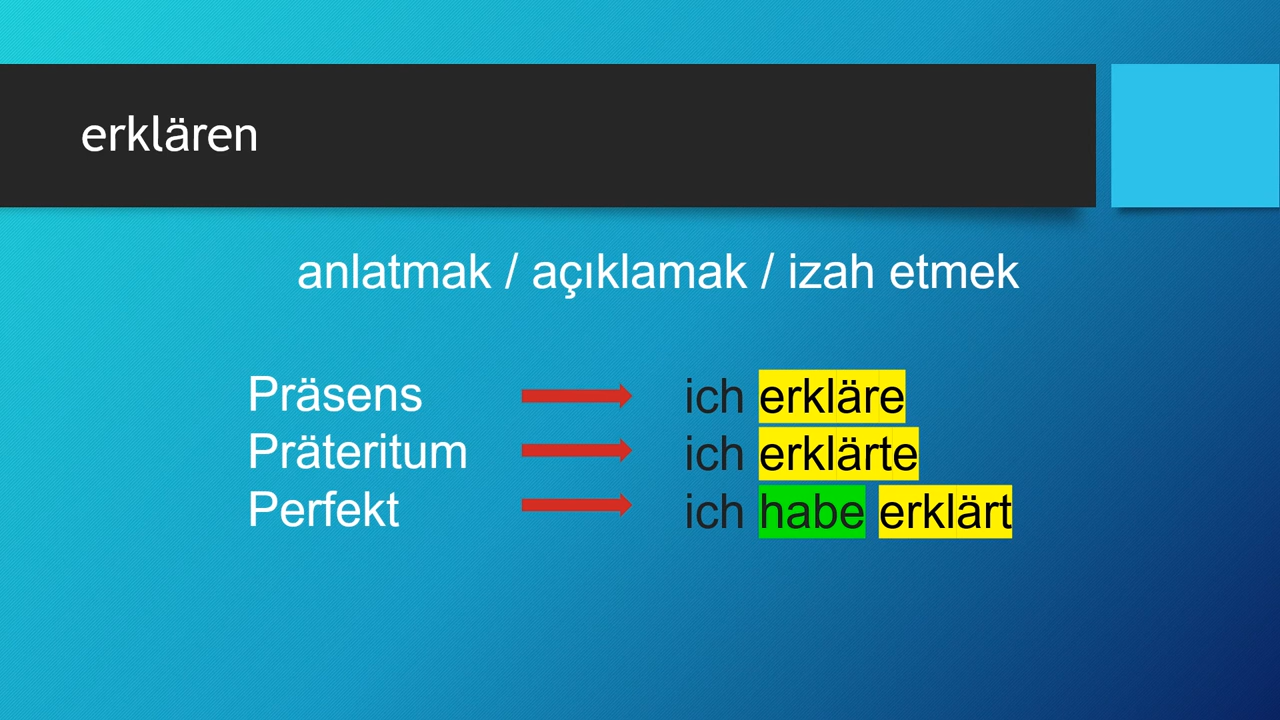 erklären
anlatmak / açıklamak / izah etmek
Präsens ich erkläre
Präteritum ich erklärte
Perfekt ich habe erklärt